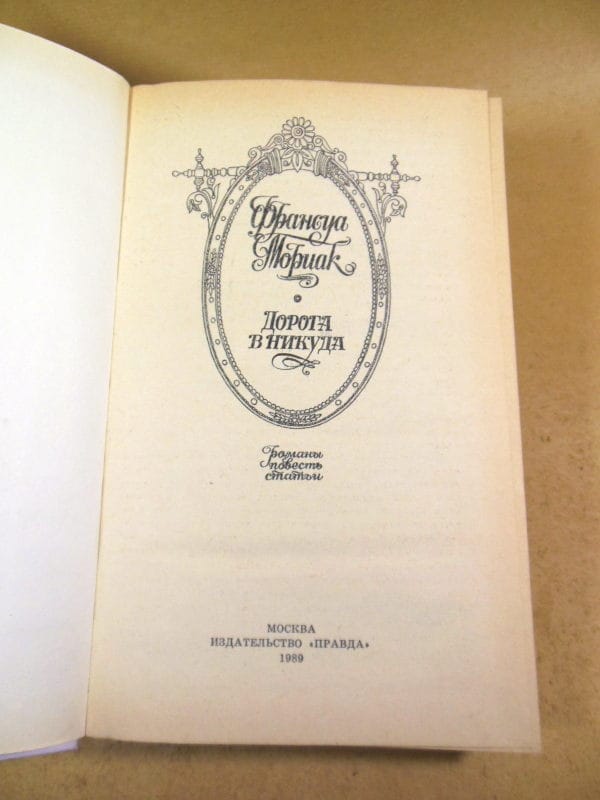 Франсуа
Мориак
Дорога
в никуда
Романы
повесть
статьи
МОСКВА
ИЗДАТЕЛЬСТВО «ПРАВДА»
1989